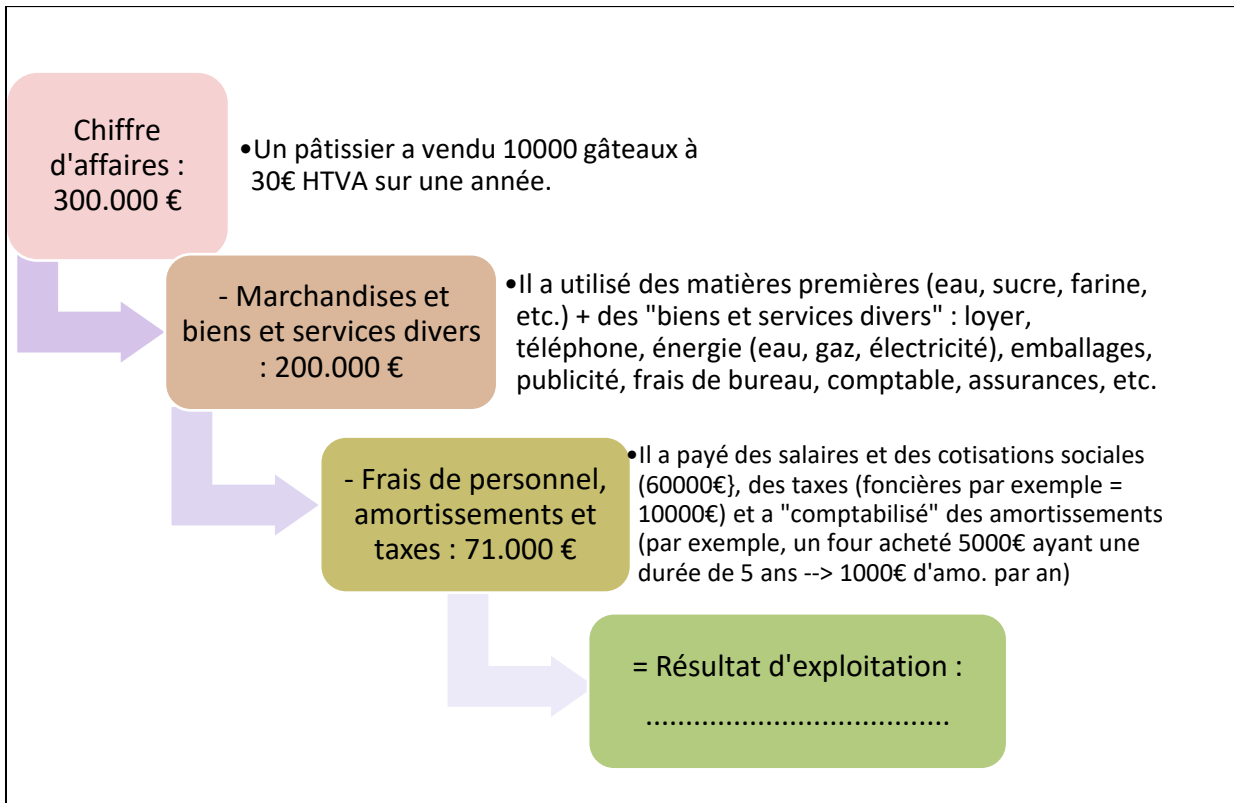 Chiffre
d'affaires :
300.000 €
•Un pâtissier a vendu 10000 gâteaux à
30€ HTVA sur une année.
- Marchandises et
biens et services divers
: 200.000 €
•Il a utilisé des matières premières (eau, sucre, farine,
etc.) + des "biens et services divers" : loyer,
téléphone, énergie (eau, gaz, électricité), emballages,
publicité, frais de bureau, comptable, assurances, etc.
- Frais de personnel,
amortissements et
taxes : 71.000 €
•Il a payé des salaires et des cotisations sociales
(60000€}, des taxes (foncières par exemple =
10000€) et a "comptabilisé" des amortissements
(par exemple, un four acheté 5000€ ayant une
durée de 5 ans --> 1000€ d'amo. par an)
= Résultat d'exploitation :
......................................